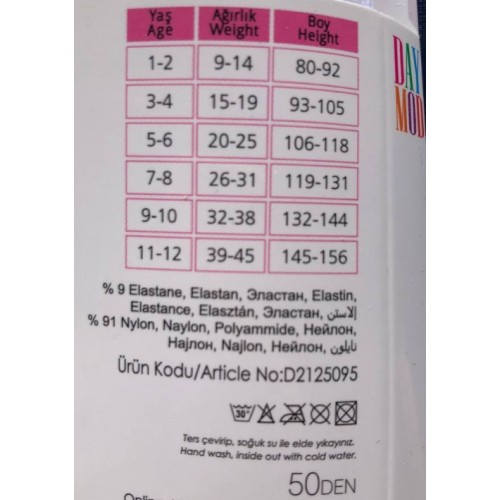 Yaş Age Ağırlık Weight Boy Height
1-2 9-14 80-92
3-4 15-19 93-105
5-6 20-25 106-118
7-8 26-31 119-131
9-10 32-38 132-144
11-12 39-45 145-156
% 9 Elastane, Elastan, Эластан, Elastin,
Elastance, Elasztán, Эластан, إلاستن
% 91 Nylon, Naylon, Polyammide, Нейлон,
Најлон, Najlon, Нейлон, نايلون
Ürün Kodu/Article No:D2125095
30°
Ters çevirip, soğuk su ile elde yıkayınız.
Hand wash, inside out with cold water.
50DEN
DAY
MOD